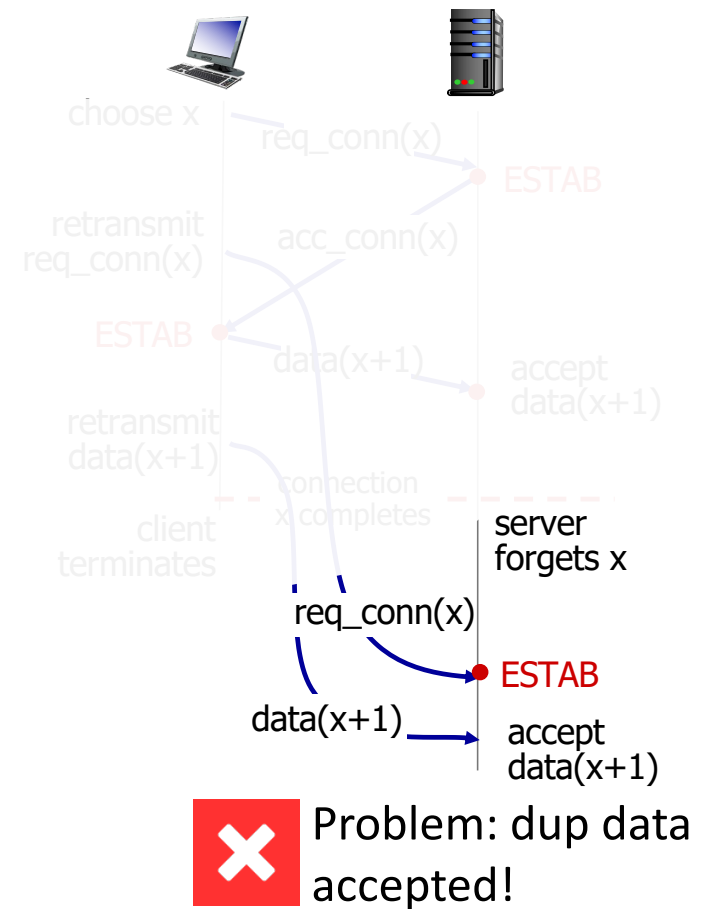 choose x
req_conn(x)
ESTAB
retransmit
req_conn(x)
acc_conn(x)
ESTAB
data(x+1)
accept
data(x+1)
retransmit
data(x+1)
connection
x completes
client
terminates
server
forgets x
req_conn(x)
ESTAB
data(x+1)
accept
data(x+1)
Problem: dup data
accepted!